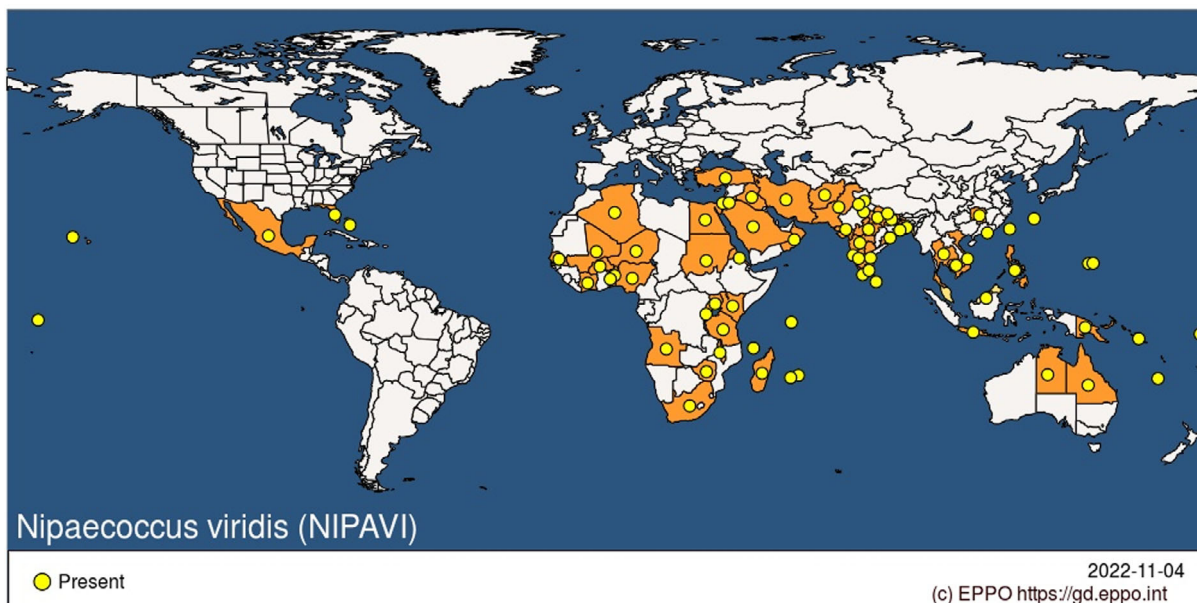 Nipaecoccus viridis (NIPAVI)
Present
2022-11-04
(c) EPPO https://gd.eppo.int